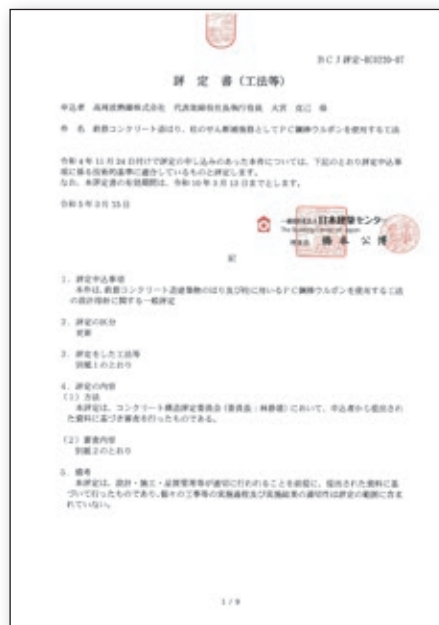 BCJ評定-RC0220-07
評 定 書（工法等）
申込者 高周波熱錬株式会社 代表取締役社長執行役員 大宮 克己 様
件 名 鉄筋コンクリート造はり、柱のせん断補強筋としてPC鋼棒ウルボンを使用する工法
令和4年11月24日付けで評定の申し込みのあった本件については、下記のとおり評定申込事
項に係る技術的基準に適合しているものと評定します。
なお、本評定書の有効期間は、令和10年3月13日までとします。
令和5年3月15日
一般財団法人 日本建築センター
The Building Center of Japan
理事長 橋本 公博
記
1．評定申込事項
本件は、鉄筋コンクリート造建築物のはり及び柱に用いるPC鋼棒ウルボンを使用する工法
の設計指針に関する一般評定
2．評定の区分
更新
3．評定をした工法等
別紙1のとおり
4．評定の内容
（1）方法
本評定は、コンクリート構造評定委員会（委員長：林静雄）において、申込者から提出され
た資料に基づき審査を行ったものである。
（2）審査内容
別紙2のとおり
5．備考
本評定は、設計・施工・品質管理等が適切に行われることを前提に、提出された資料に基
づいて行ったものであり、個々の工事等の実施過程及び実施結果の適切性は評定の範囲に含ま
れていない。
1 / 9